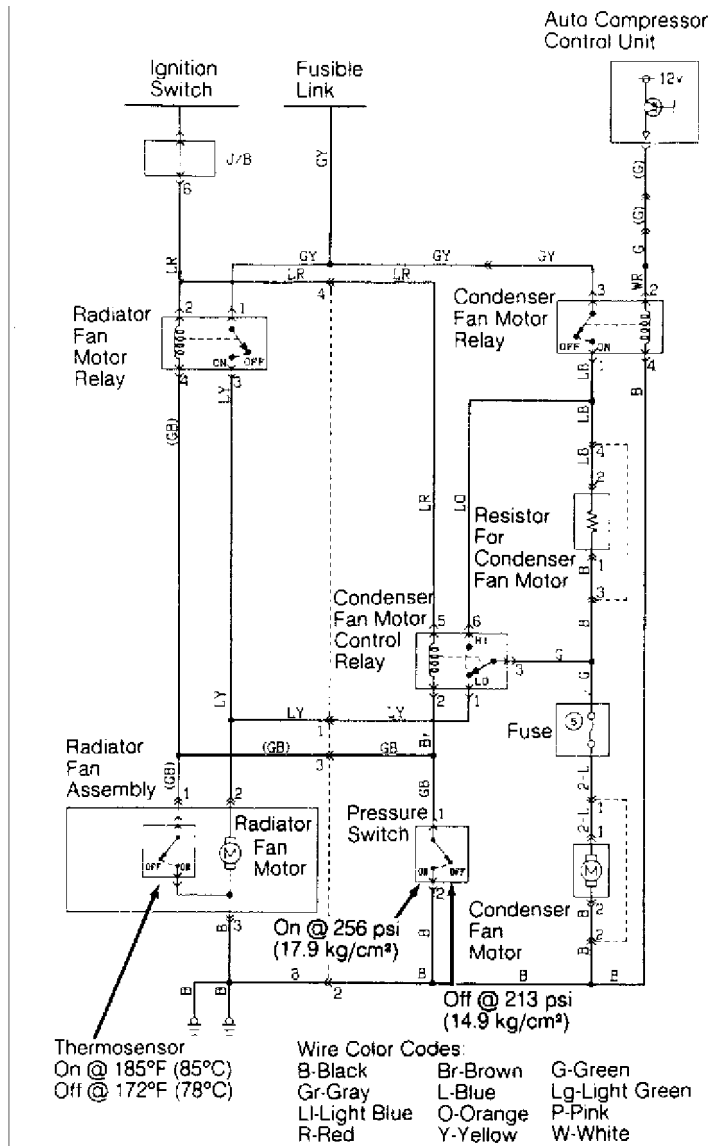 Auto Compressor
Control Unit
Ignition
Switch
Fusible
Link
12v
J/B
6
GY
(G)
(G)
G
LR
GY
GY
GY
LR
LR
4
WR
Radiator
Fan
Motor
Relay
2
1
ON
OFF
4
3
Condenser
Fan Motor
Relay
3
2
OFF
ON
1
4
LY
LB
B
(GB)
LB
LB
4
2
LR
LO
Resistor
For
Condenser
Fan Motor
1
B
3
B
Condenser
Fan Motor
Control
Relay
5
6
HI
LO
3
G
2
1
G
LY
LY
LY
1
Br
Fuse
5
(GB)
GB
3
2-L
Radiator
Fan
Assembly
(GB)
1
2
GB
2-L
1
1
Radiator
Fan
Motor
M
OFF
ON
3
B
Pressure
Switch
1
ON
OFF
2
M
2
B
2
B
Condenser
Fan
Motor
On @ 256 psi
(17.9 kg/cm²)
B
B
2
B
B
B
B
B
Off @ 213 psi
(14.9 kg/cm²)
Thermosensor
On @ 185°F (85°C)
Off @ 172°F (78°C)
Wire Color Codes:
B-Black Br-Brown G-Green
Gr-Gray L-Blue Lg-Light Green
Ll-Light Blue O-Orange P-Pink
R-Red Y-Yellow W-White